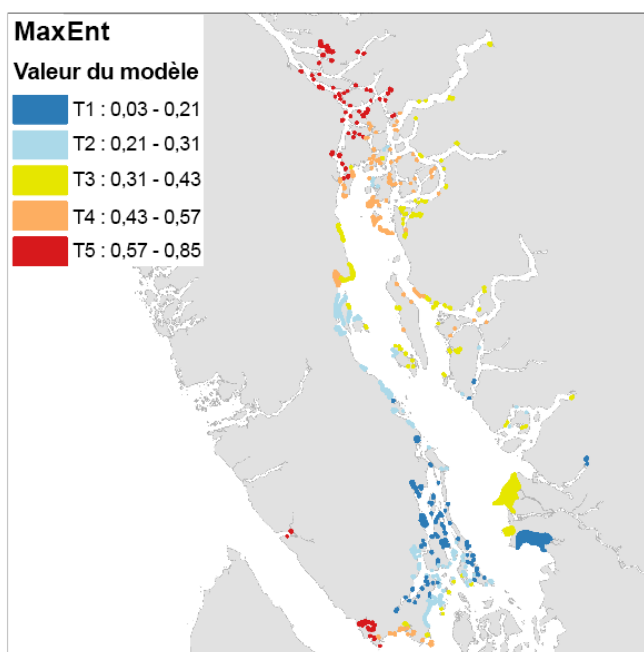 MaxEnt
Valeur du modèle
T1 : 0,03 - 0,21
T2 : 0,21 - 0,31
T3 : 0,31 - 0,43
T4 : 0,43 - 0,57
T5 : 0,57 - 0,85